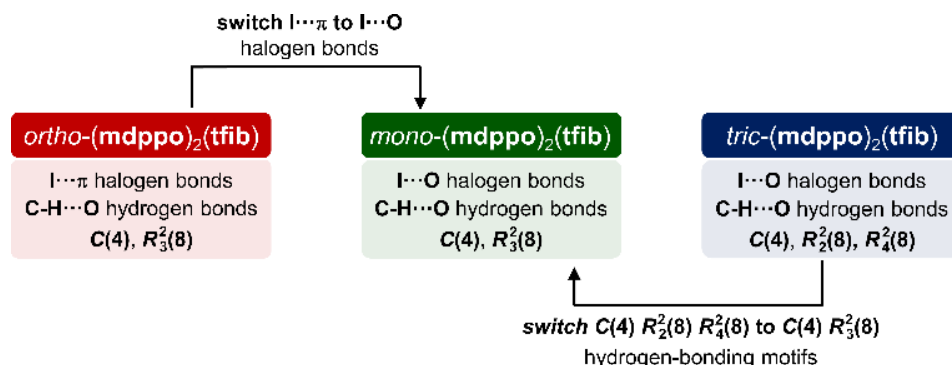 switch I···π to I···O
halogen bonds
ortho-(mdppo)₂(tfib)
I···π halogen bonds
C-H···O hydrogen bonds
C(4), R²₃(8)
mono-(mdppo)₂(tfib)
I···O halogen bonds
C-H···O hydrogen bonds
C(4), R²₃(8)
tric-(mdppo)₂(tfib)
I···O halogen bonds
C-H···O hydrogen bonds
C(4), R²₂(8), R²₄(8)
switch C(4) R²₂(8) R²₄(8) to C(4) R²₃(8)
hydrogen-bonding motifs